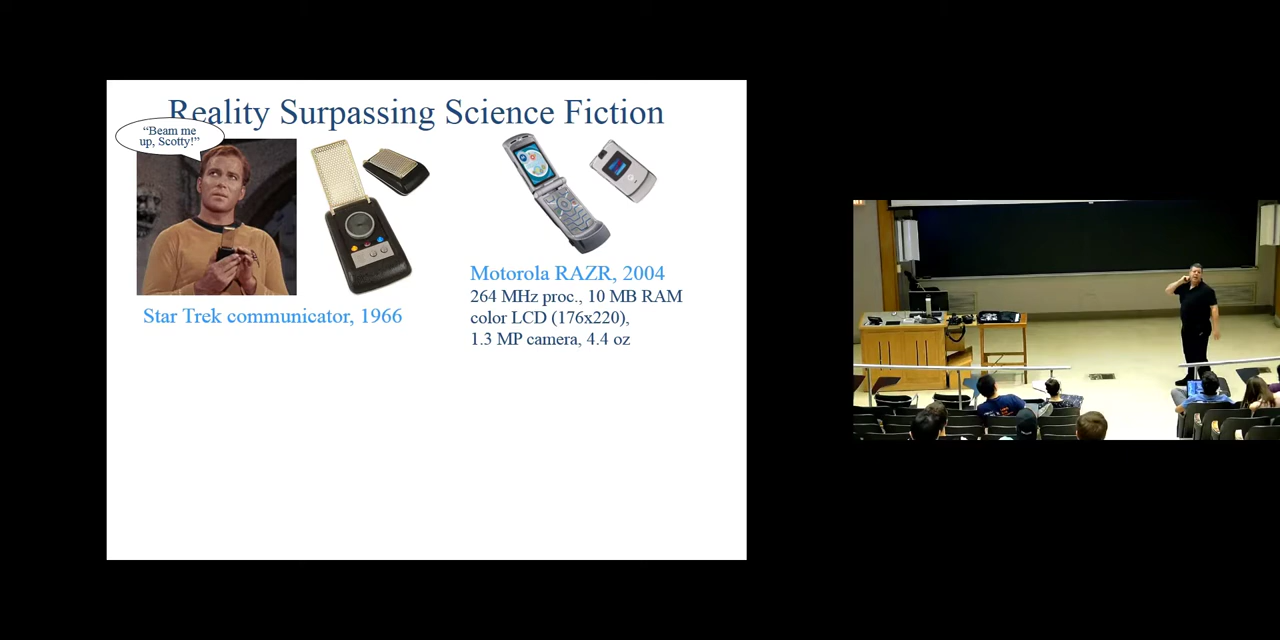 Reality Surpassing Science Fiction
“Beam me
up, Scotty!”
Star Trek communicator, 1966
Motorola RAZR, 2004
264 MHz proc., 10 MB RAM
color LCD (176x220),
1.3 MP camera, 4.4 oz